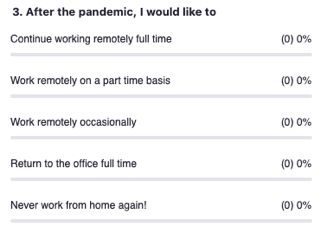 3. After the pandemic, I would like to
Continue working remotely full time (0) 0%
Work remotely on a part time basis (0) 0%
Work remotely occasionally (0) 0%
Return to the office full time (0) 0%
Never work from home again! (0) 0%